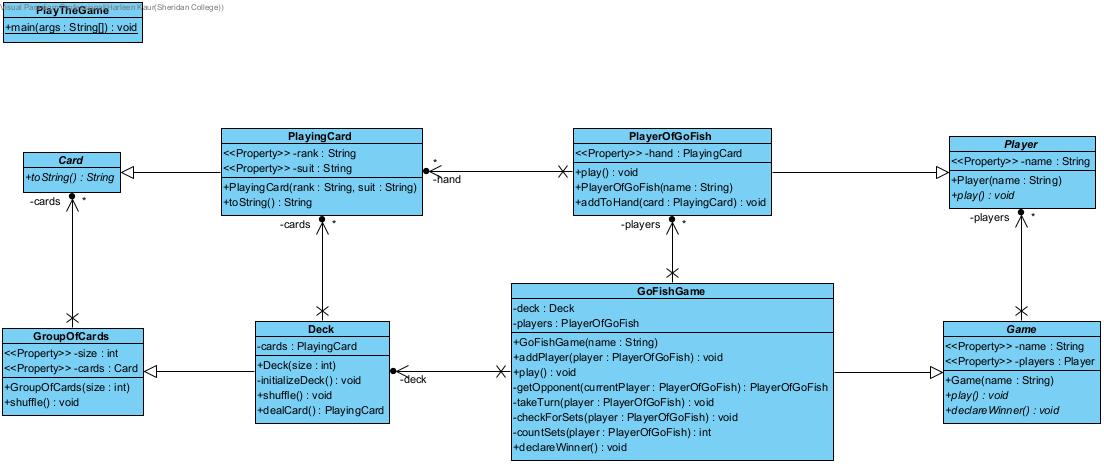 Visual Paradigm
Harleen Kaur(Sheridan College))
PlayTheGame
+main(args : String[]) : void
Card
+toString() : String
-cards
*
PlayingCard
<<Property>> -rank : String
<<Property>> -suit : String
+PlayingCard(rank : String, suit : String)
+toString() : String
*
-hand
-cards
*
PlayerOfGoFish
<<Property>> -hand : PlayingCard
+play() : void
+PlayerOfGoFish(name : String)
+addToHand(card : PlayingCard) : void
-players
*
Player
<<Property>> -name : String
+Player(name : String)
+play() : void
-players
*
GroupOfCards
<<Property>> -size : int
<<Property>> -cards : Card
+GroupOfCards(size : int)
+shuffle() : void
Deck
-cards : PlayingCard
+Deck(size : int)
-initializeDeck() : void
+shuffle() : void
+dealCard() : PlayingCard
-deck
GoFishGame
-deck : Deck
-players : PlayerOfGoFish
+GoFishGame(name : String)
+addPlayer(player : PlayerOfGoFish) : void
+play() : void
-getOpponent(currentPlayer : PlayerOfGoFish) : PlayerOfGoFish
-takeTurn(player : PlayerOfGoFish) : void
-checkForSets(player : PlayerOfGoFish) : void
-countSets(player : PlayerOfGoFish) : int
+declareWinner() : void
Game
<<Property>> -name : String
<<Property>> -players : Player
+Game(name : String)
+play() : void
+declareWinner() : void